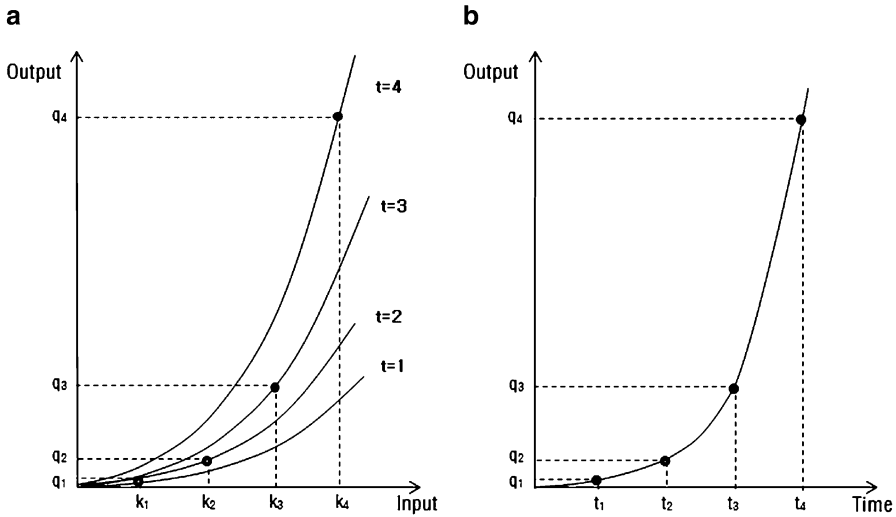 a
Output
q₄
q₃
q₂
q₁
t=4
t=3
t=2
t=1
k₁ k₂ k₃ k₄ Input
b
Output
q₄
q₃
q₂
q₁
t₁ t₂ t₃ t₄ Time